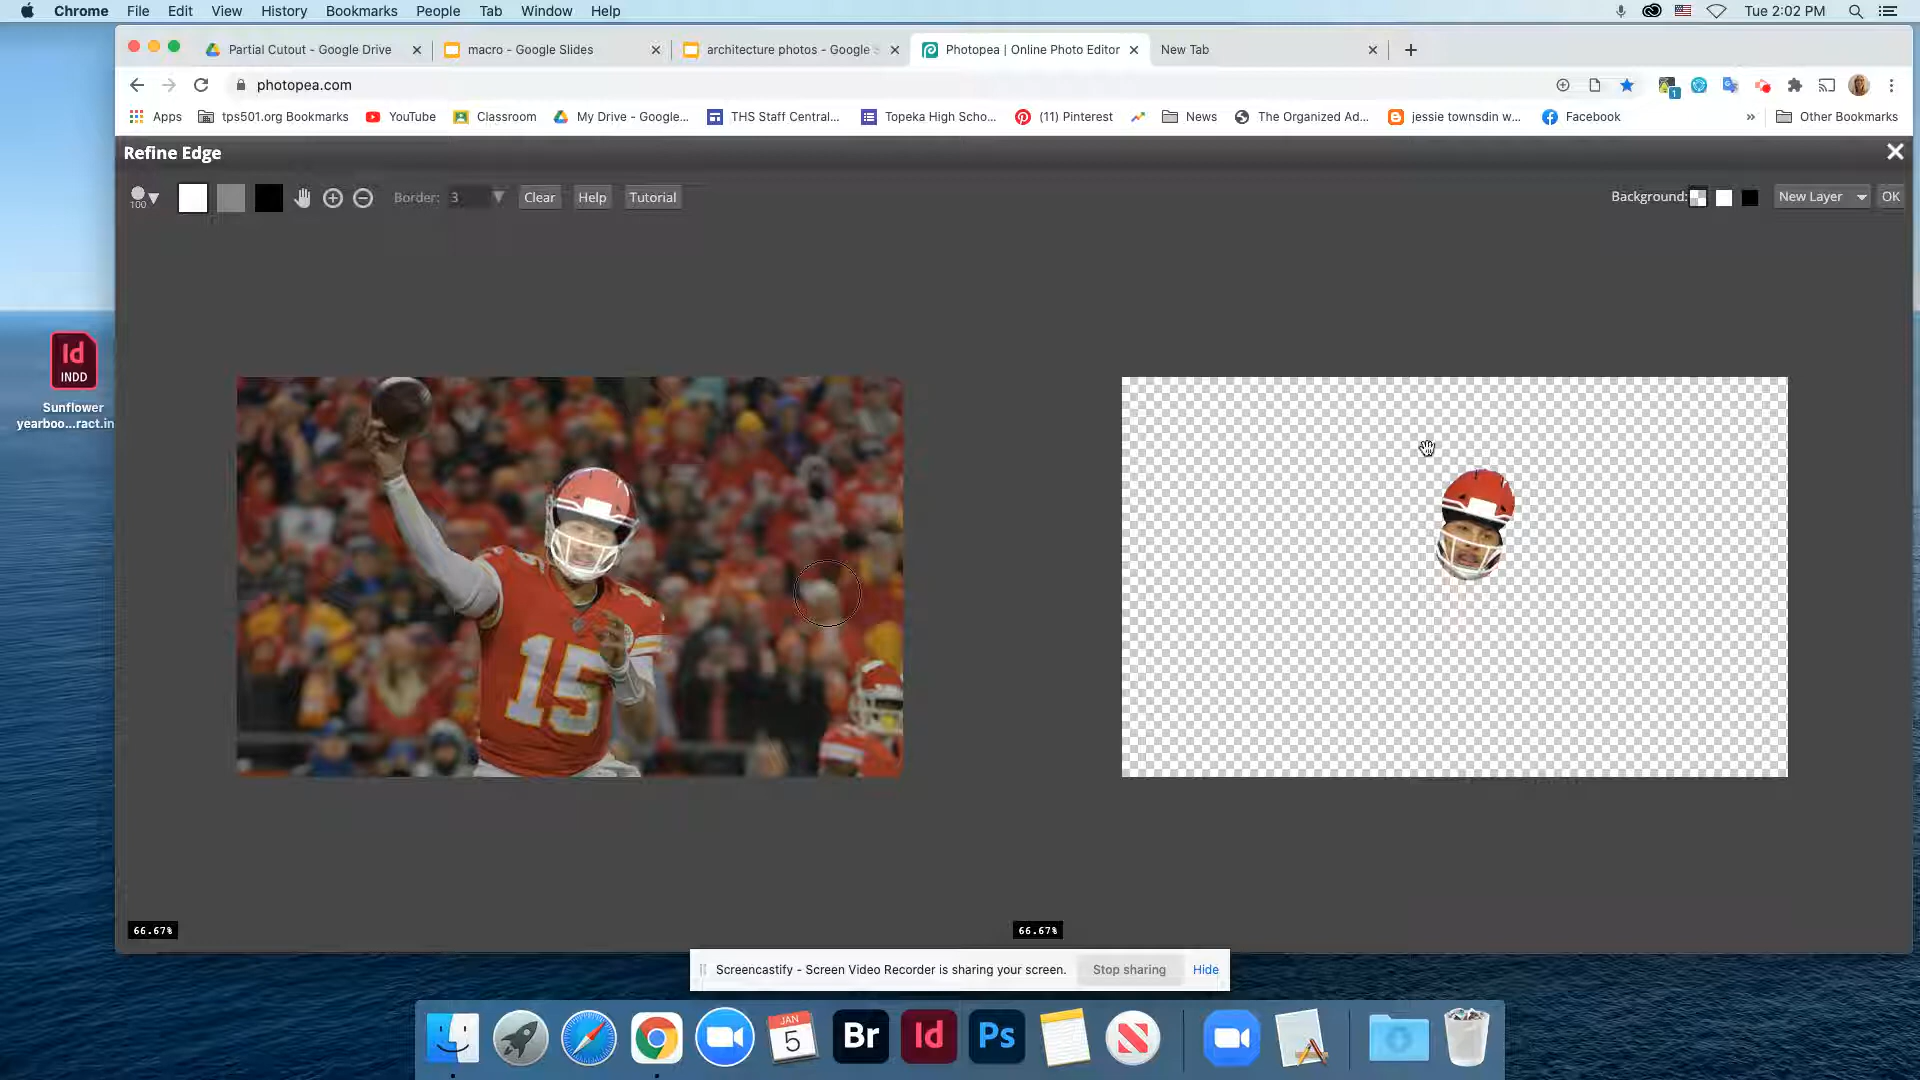 Chrome File Edit View History Bookmarks People Tab Window Help Tue 2:02 PM
Partial Cutout - Google Drive macro - Google Slides architecture photos - Google Photopea | Online Photo Editor New Tab
photopea.com 1
Apps tps501.org Bookmarks YouTube Classroom My Drive - Google... THS Staff Central... Topeka High Scho... (11) Pinterest News The Organized Ad... jessie townsdin w... Facebook » Other Bookmarks
Refine Edge
100 Border: 3 Clear Help Tutorial Background: New Layer OK
Id
INDD
Sunflower
yearboo...ract.in
15
66.67% 66.67%
Screencastify - Screen Video Recorder is sharing your screen. Stop sharing Hide
JAN
5
Br Id Ps